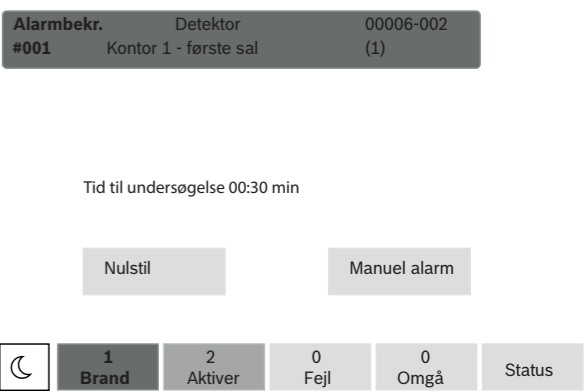 Alarmbekr. Detektor 00006-002
#001 Kontor 1 - første sal (1)
Tid til undersøgelse 00:30 min
Nulstil Manuel alarm
1 2 0 0
Brand Aktiver Fejl Omgå Status